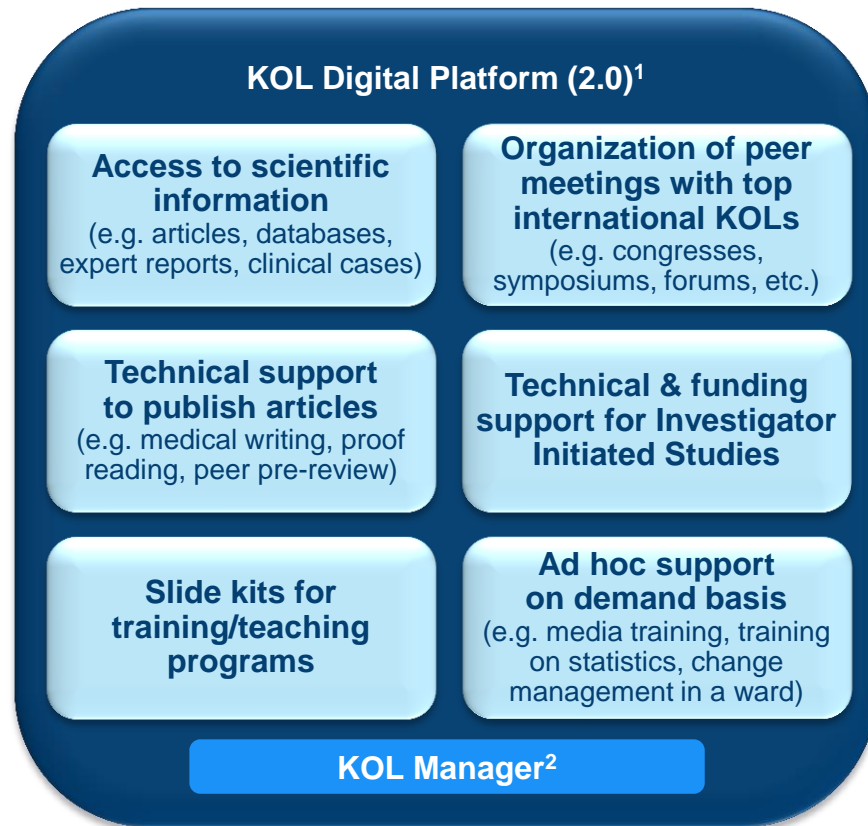 KOL Digital Platform (2.0)¹
Access to scientific
information
(e.g. articles, databases,
expert reports, clinical cases)
Organization of peer
meetings with top
international KOLs
(e.g. congresses,
symposiums, forums, etc.)
Technical support
to publish articles
(e.g. medical writing, proof
reading, peer pre-review)
Technical & funding
support for Investigator
Initiated Studies
Slide kits for
training/teaching
programs
Ad hoc support
on demand basis
(e.g. media training, training
on statistics, change
management in a ward)
KOL Manager²